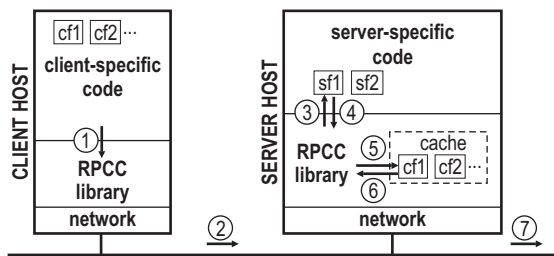 CLIENT HOST
cf1 cf2 ...
client-specific
code
1
RPCC
library
network
2
SERVER HOST
server-specific
code
sf1 sf2
3 4
RPCC
library
5
6
cache
cf1 cf2 ...
network
7